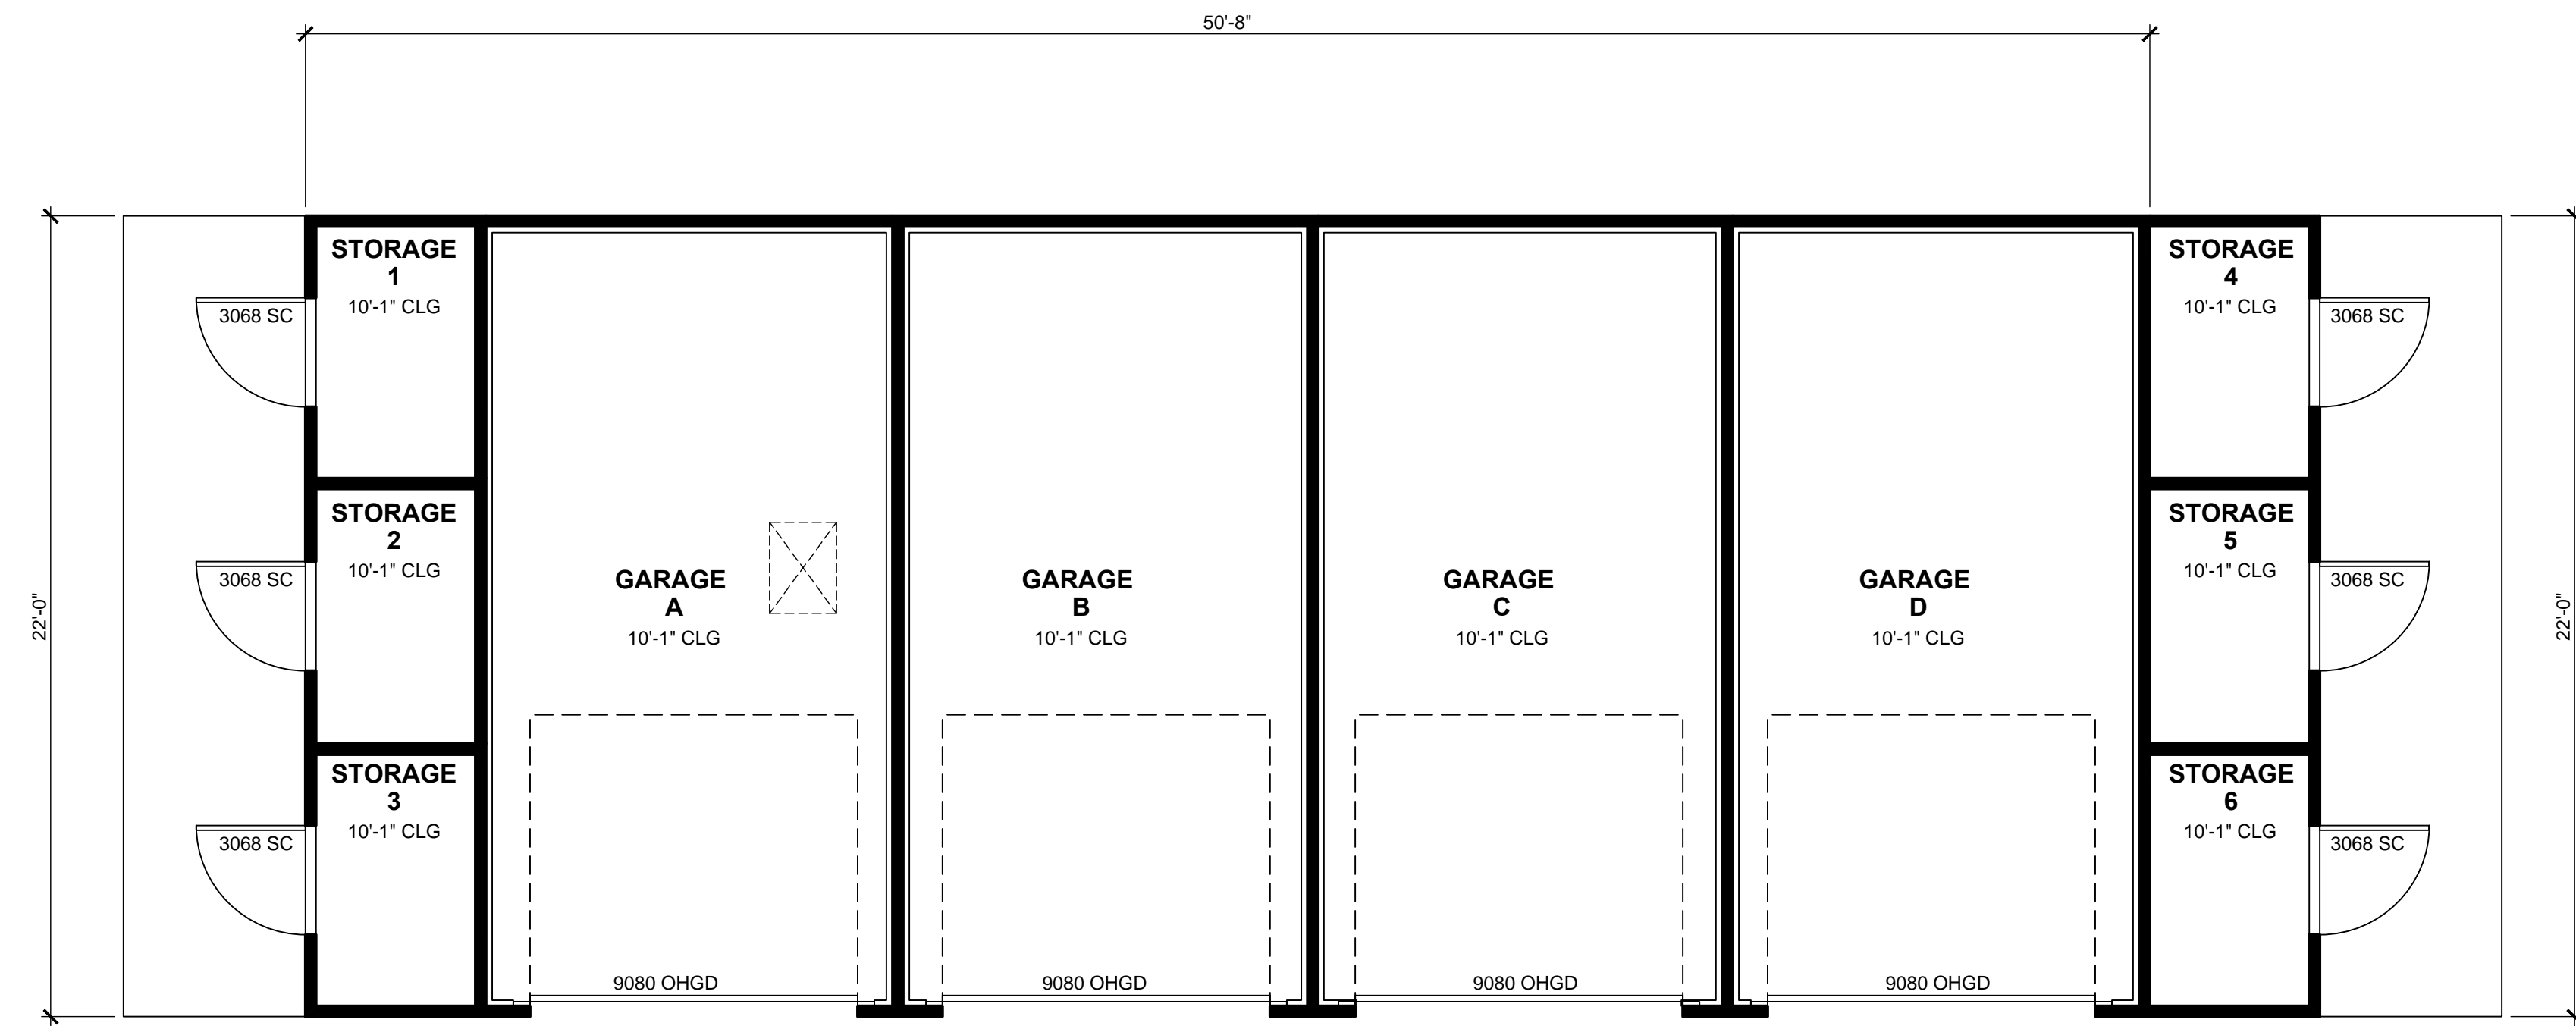 50'-8"
STORAGE
1
10'-1" CLG
3068 SC
STORAGE
4
10'-1" CLG
3068 SC
STORAGE
2
10'-1" CLG
3068 SC
STORAGE
5
10'-1" CLG
3068 SC
22'-0"
GARAGE
A
10'-1" CLG
GARAGE
B
10'-1" CLG
GARAGE
C
10'-1" CLG
GARAGE
D
10'-1" CLG
22'-0"
STORAGE
3
10'-1" CLG
3068 SC
STORAGE
6
10'-1" CLG
3068 SC
9080 OHGD
9080 OHGD
9080 OHGD
9080 OHGD